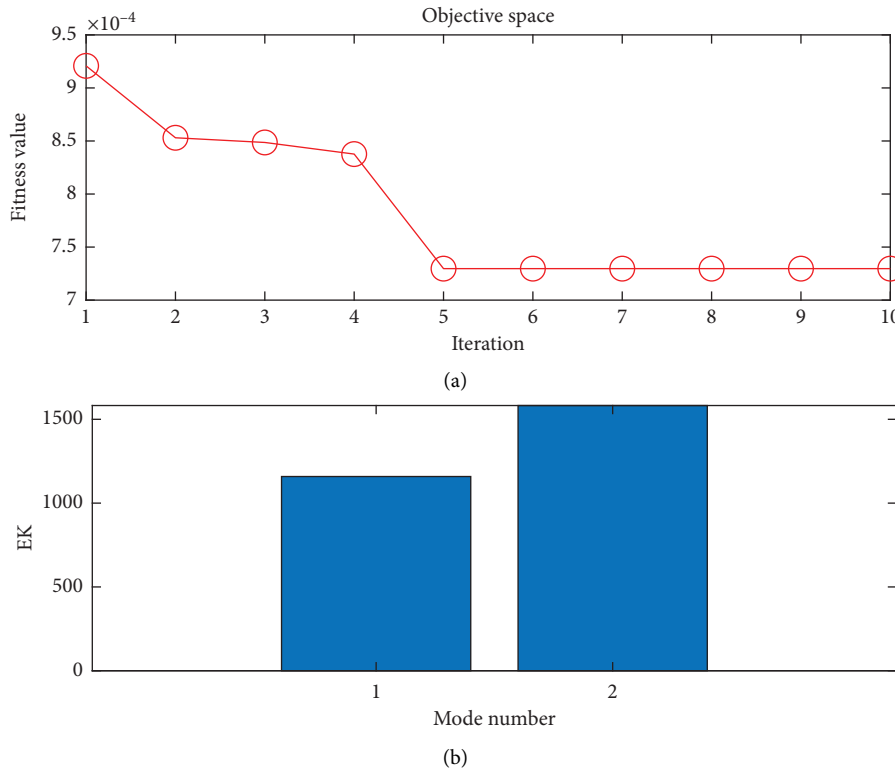 Objective space
×10⁻⁴
9.5
9
8.5
8
7.5
7
Fitness value
1 2 3 4 5 6 7 8 9 10
Iteration
(a)
1500
1000
500
0
EK
1 2
Mode number
(b)